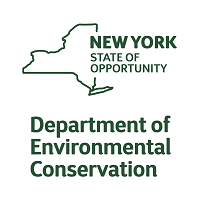 NEW YORK
STATE OF
OPPORTUNITY
Department of
Environmental
Conservation